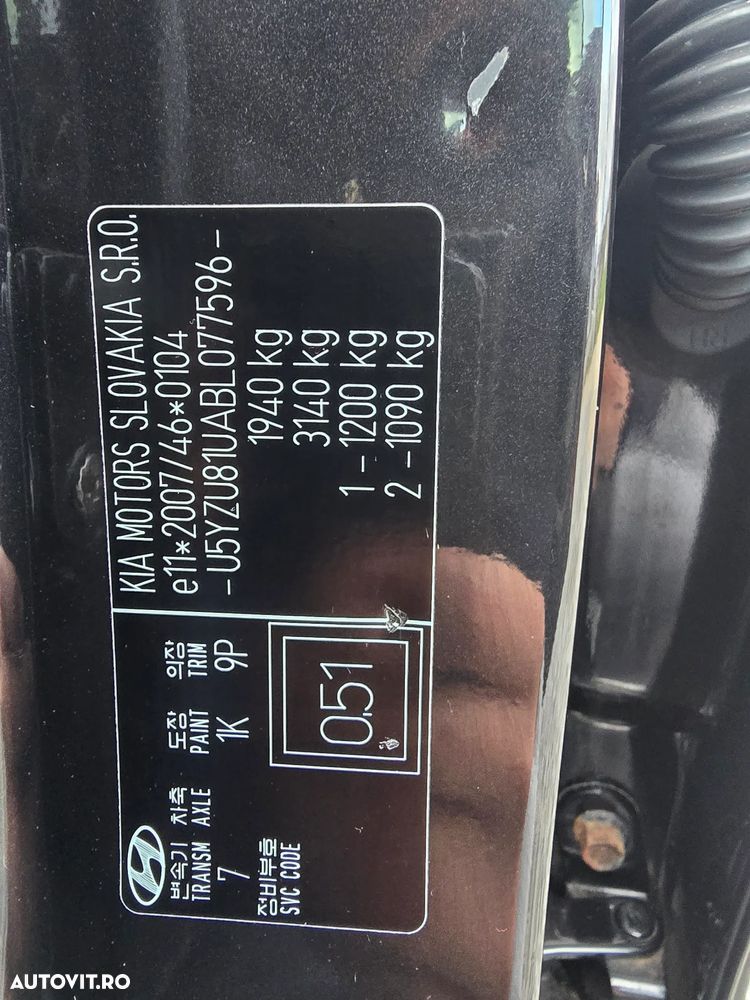 KIA MOTORS SLOVAKIA S.R.O.
e11*2007/46*0104
-U5YZU81UABL077596-
1940 kg
3140 kg
1-1200 kg
2-1090 kg
변속기 차축 도장 의장
TRANSM AXLE PAINT TRIM
7 1K 9P
정비부호
SVC CODE
0.51
AUTOVIT.RO